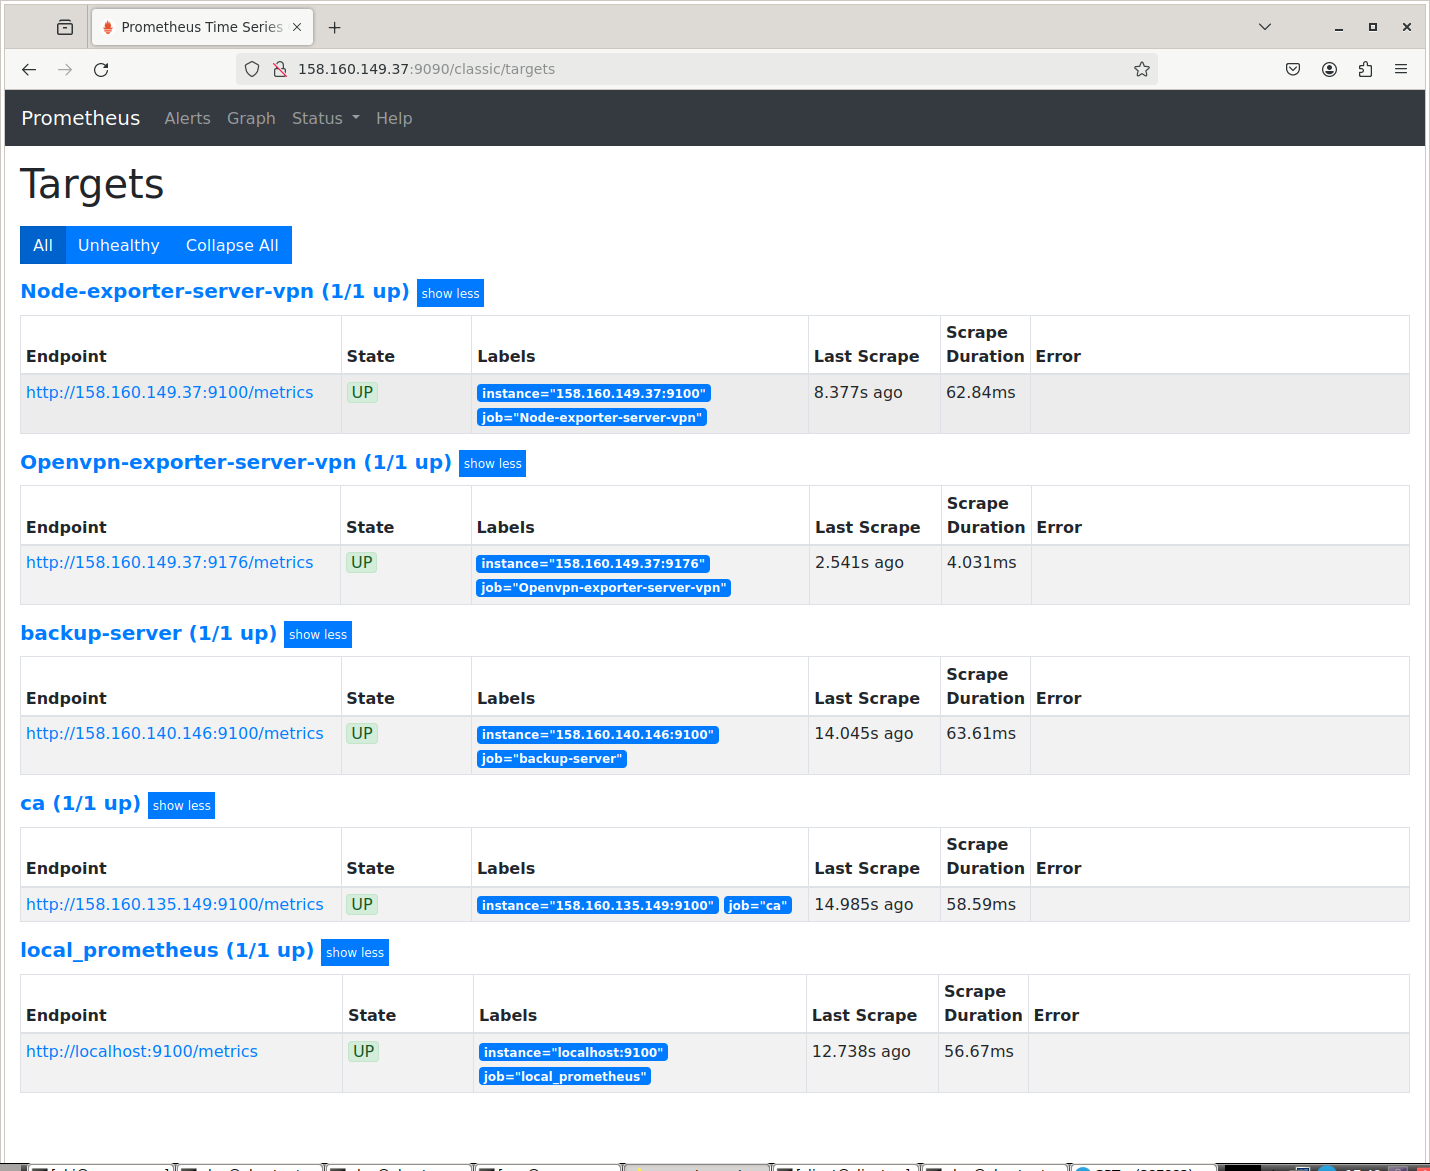 Prometheus Time Series
158.160.149.37:9090/classic/targets
Prometheus Alerts Graph Status Help
Targets
All Unhealthy Collapse All
Node-exporter-server-vpn (1/1 up) show less
Endpoint State Labels Last Scrape Scrape Duration Error
http://158.160.149.37:9100/metrics UP instance="158.160.149.37:9100" 8.377s ago 62.84ms
job="Node-exporter-server-vpn"
Openvpn-exporter-server-vpn (1/1 up) show less
Endpoint State Labels Last Scrape Scrape Duration Error
http://158.160.149.37:9176/metrics UP instance="158.160.149.37:9176" 2.541s ago 4.031ms
job="Openvpn-exporter-server-vpn"
backup-server (1/1 up) show less
Endpoint State Labels Last Scrape Scrape Duration Error
http://158.160.140.146:9100/metrics UP instance="158.160.140.146:9100" 14.045s ago 63.61ms
job="backup-server"
ca (1/1 up) show less
Endpoint State Labels Last Scrape Scrape Duration Error
http://158.160.135.149:9100/metrics UP instance="158.160.135.149:9100" job="ca" 14.985s ago 58.59ms
local_prometheus (1/1 up) show less
Endpoint State Labels Last Scrape Scrape Duration Error
http://localhost:9100/metrics UP instance="localhost:9100" 12.738s ago 56.67ms
job="local_prometheus"